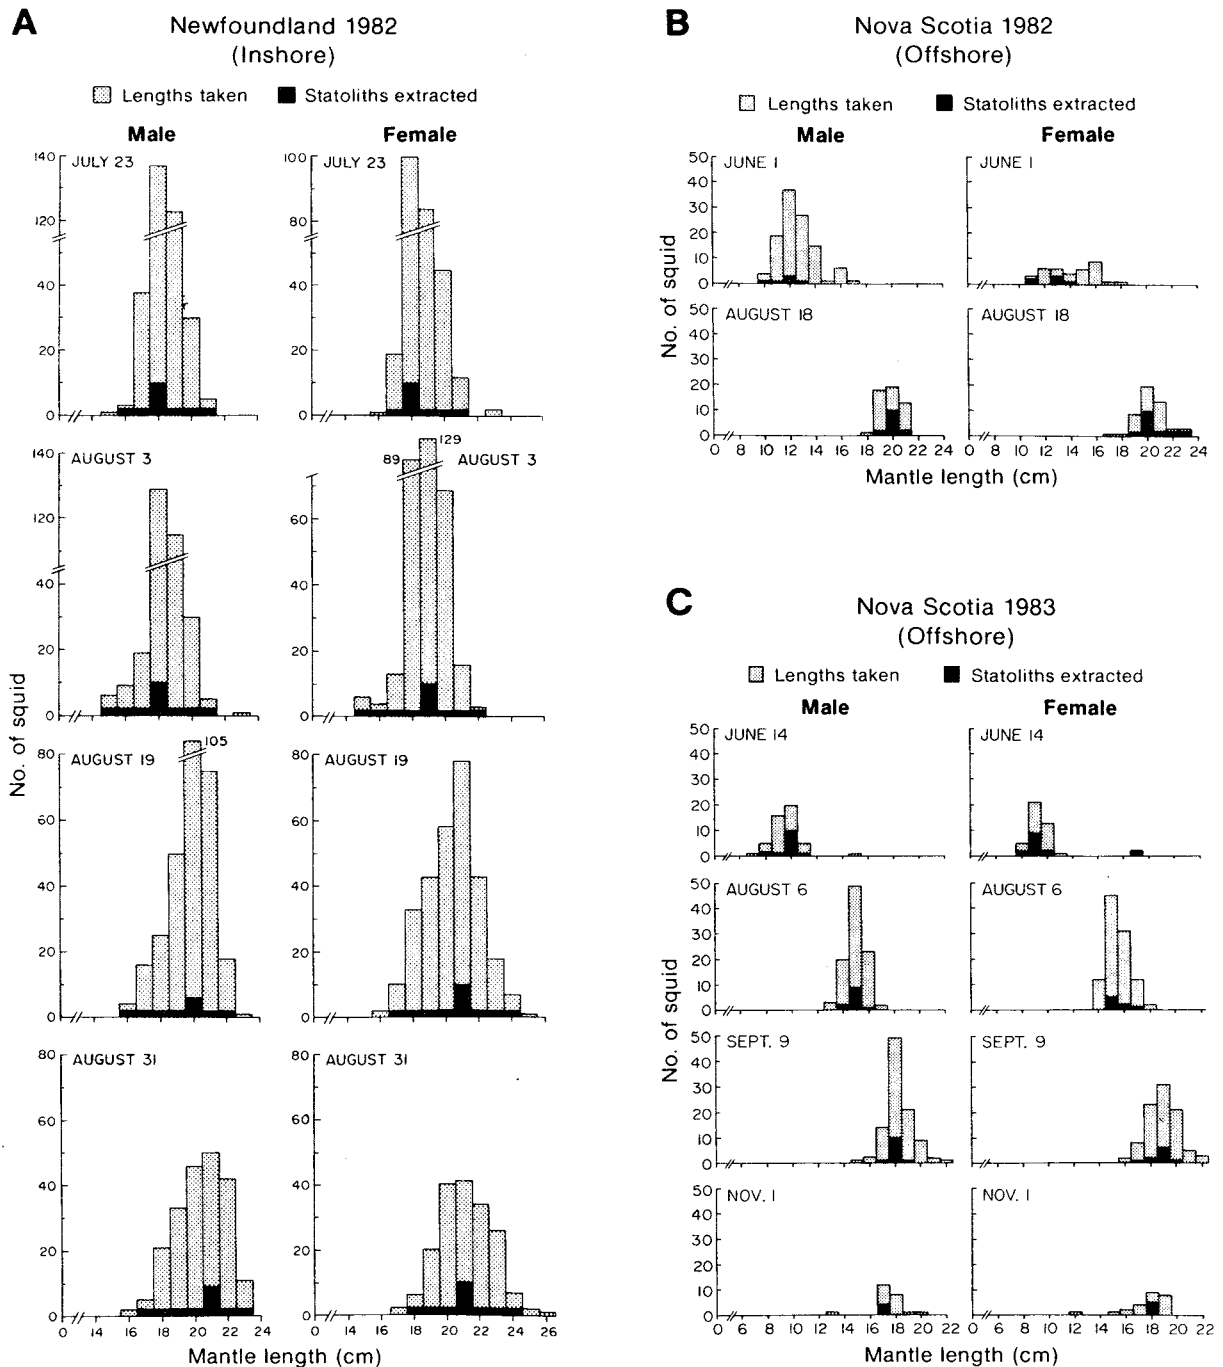 A
Newfoundland 1982
(Inshore)
Lengths taken
Statoliths extracted
Male
Female
140
120
40
20
0
JULY 23
100
80
40
20
0
JULY 23
No. of squid
140
120
40
20
0
AUGUST 3
60
40
20
0
89
129
AUGUST 3
80
60
40
20
0
AUGUST 19
105
80
60
40
20
0
AUGUST 19
80
60
40
20
0
AUGUST 31
0 14 16 18 20 22 24
80
60
40
20
0
AUGUST 31
0 14 16 18 20 22 24 26
Mantle length (cm)
B
Nova Scotia 1982
(Offshore)
Lengths taken
Statoliths extracted
Male
Female
No. of squid
50
40
30
20
10
0
JUNE 1
JUNE 1
50
40
30
20
10
0
AUGUST 18
AUGUST 18
0 6 8 10 12 14 16 18 20 22 24
0 6 8 10 12 14 16 18 20 22 24
Mantle length (cm)
C
Nova Scotia 1983
(Offshore)
Lengths taken
Statoliths extracted
Male
Female
No. of squid
50
40
30
20
10
0
JUNE 14
JUNE 14
50
40
30
20
10
0
AUGUST 6
AUGUST 6
50
40
30
20
10
0
SEPT. 9
SEPT. 9
50
40
30
20
10
0
NOV. 1
NOV. 1
0 6 8 10 12 14 16 18 20 22
0 6 8 10 12 14 16 18 20 22
Mantle length (cm)